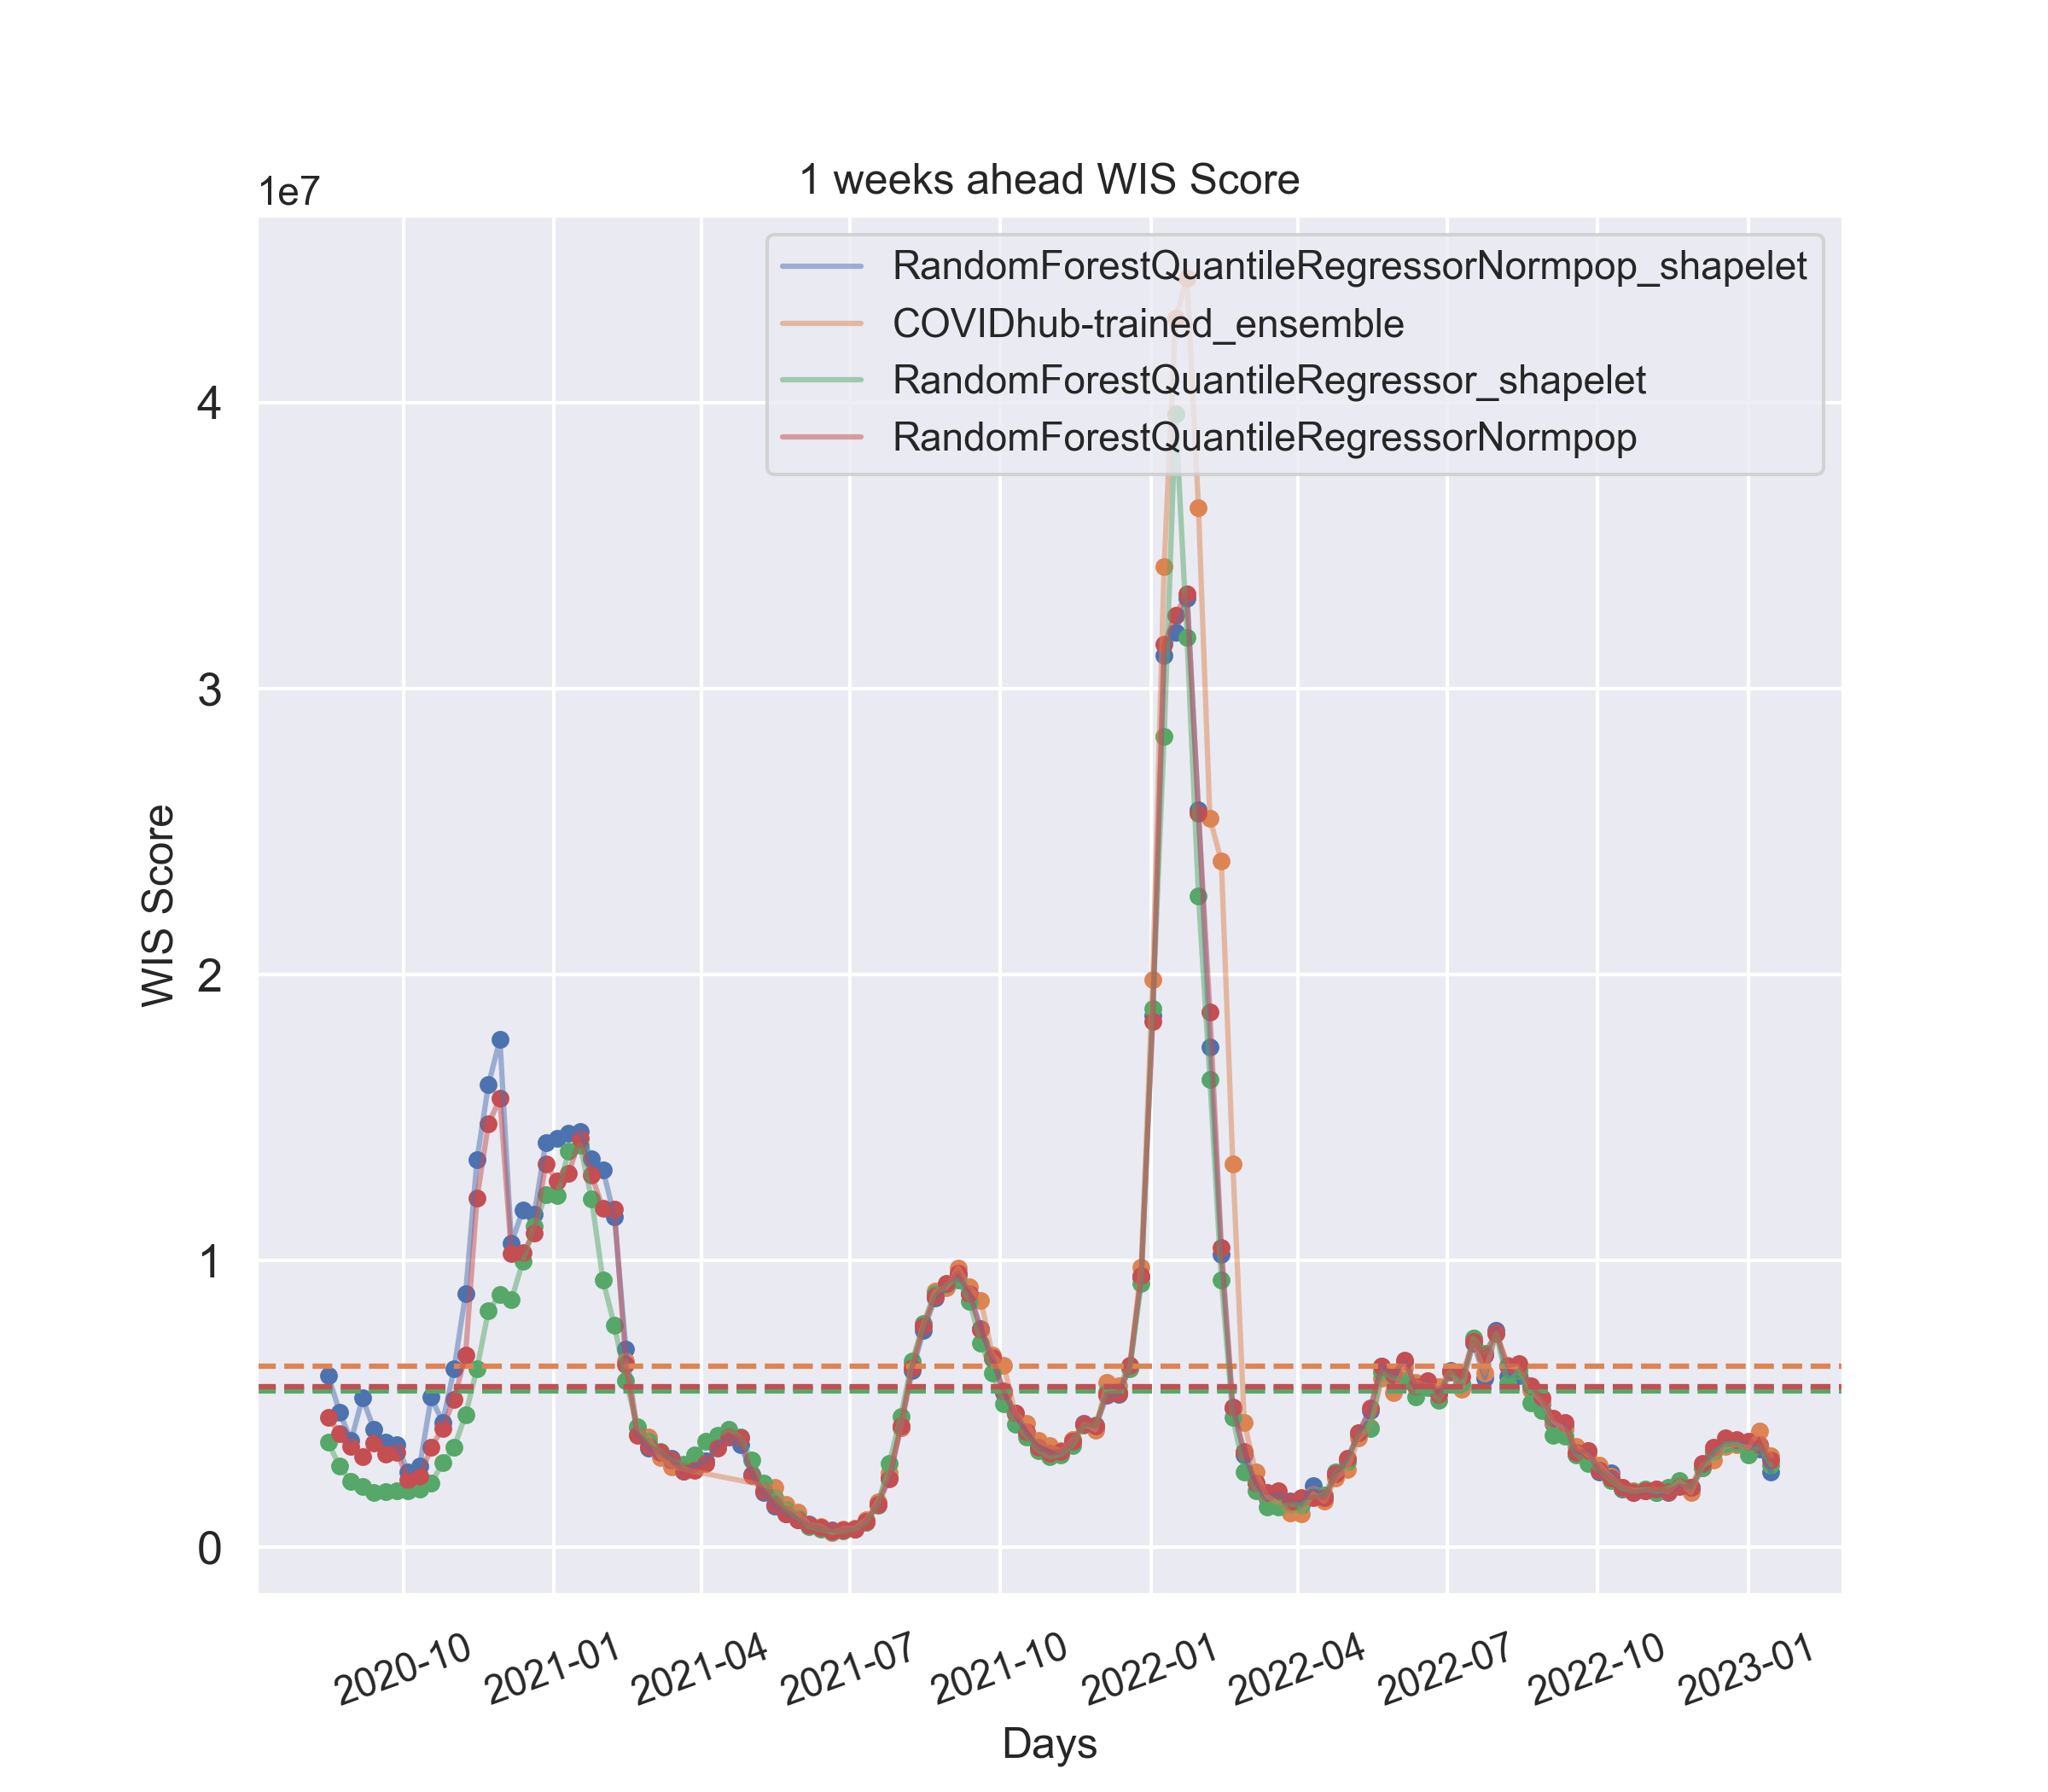 1 weeks ahead WIS Score
1e7
RandomForestQuantileRegressorNormpop_shapelet
COVIDhub-trained_ensemble
RandomForestQuantileRegressor_shapelet
RandomForestQuantileRegressorNormpop
4
3
2
1
0
WIS Score
2020-10
2021-01
2021-04
2021-07
2021-10
2022-01
2022-04
2022-07
2022-10
2023-01
Days